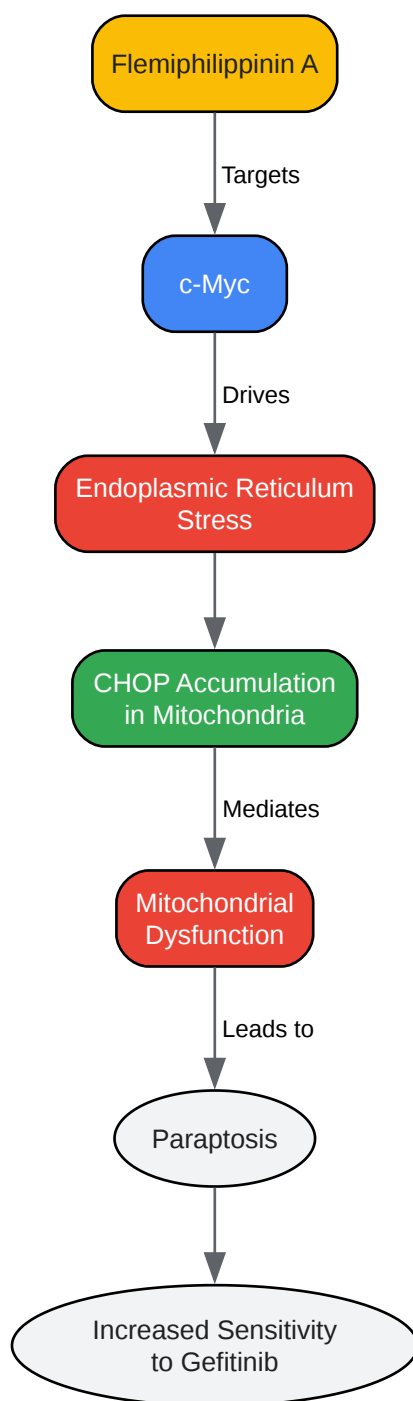 Flemiphilippinin A
Targets
c-Myc
Drives
Endoplasmic Reticulum
Stress
CHOP Accumulation
in Mitochondria
Mediates
Mitochondrial
Dysfunction
Leads to
Paraptosis
Increased Sensitivity
to Gefitinib